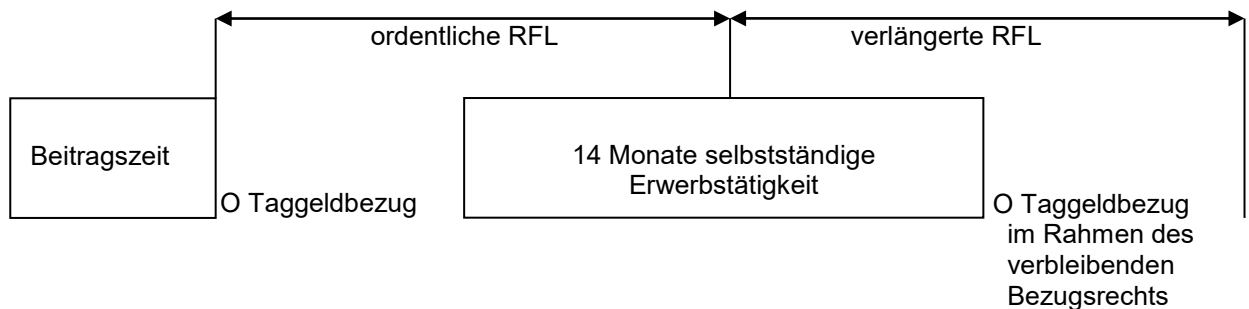 ordentliche RFL
verlängerte RFL
Beitragszeit
14 Monate selbstständige
Erwerbstätigkeit
O Taggeldbezug
O Taggeldbezug
im Rahmen des
verbleibenden
Bezugsrechts